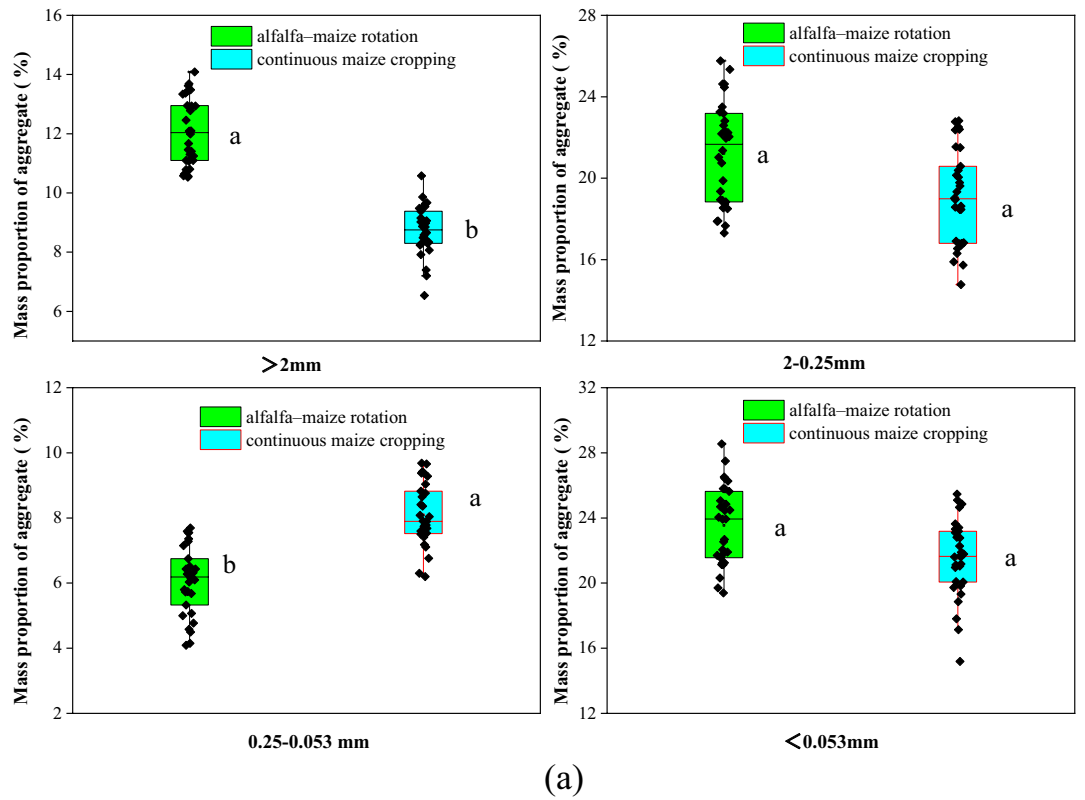 16
14
12
10
8
6
Mass proportion of aggregate ( %)
alfalfa–maize rotation
continuous maize cropping
a
b
>2mm
28
24
20
16
12
Mass proportion of aggregate ( %)
alfalfa–maize rotation
continuous maize cropping
a
a
2-0.25mm
12
10
8
6
4
2
Mass proportion of aggregate ( %)
alfalfa–maize rotation
continuous maize cropping
b
a
0.25-0.053 mm
32
28
24
20
16
12
Mass proportion of aggregate ( %)
alfalfa–maize rotation
continuous maize cropping
a
a
<0.053mm
(a)